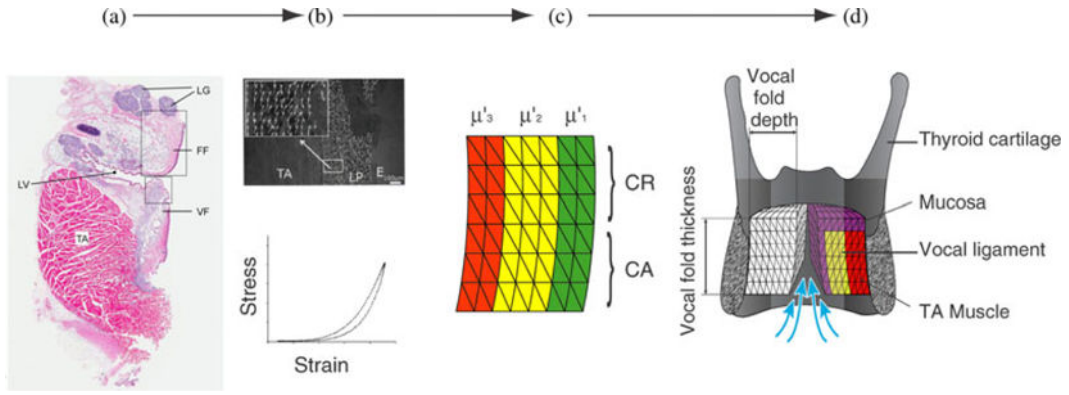 (a)
(b)
(c)
(d)
LG
FF
LV
VF
TA
TA
LP
E
Stress
Strain
μ'₃ μ'₂ μ'₁
CR
CA
Vocal
fold
depth
Vocal fold thickness
Thyroid cartilage
Mucosa
Vocal ligament
TA Muscle